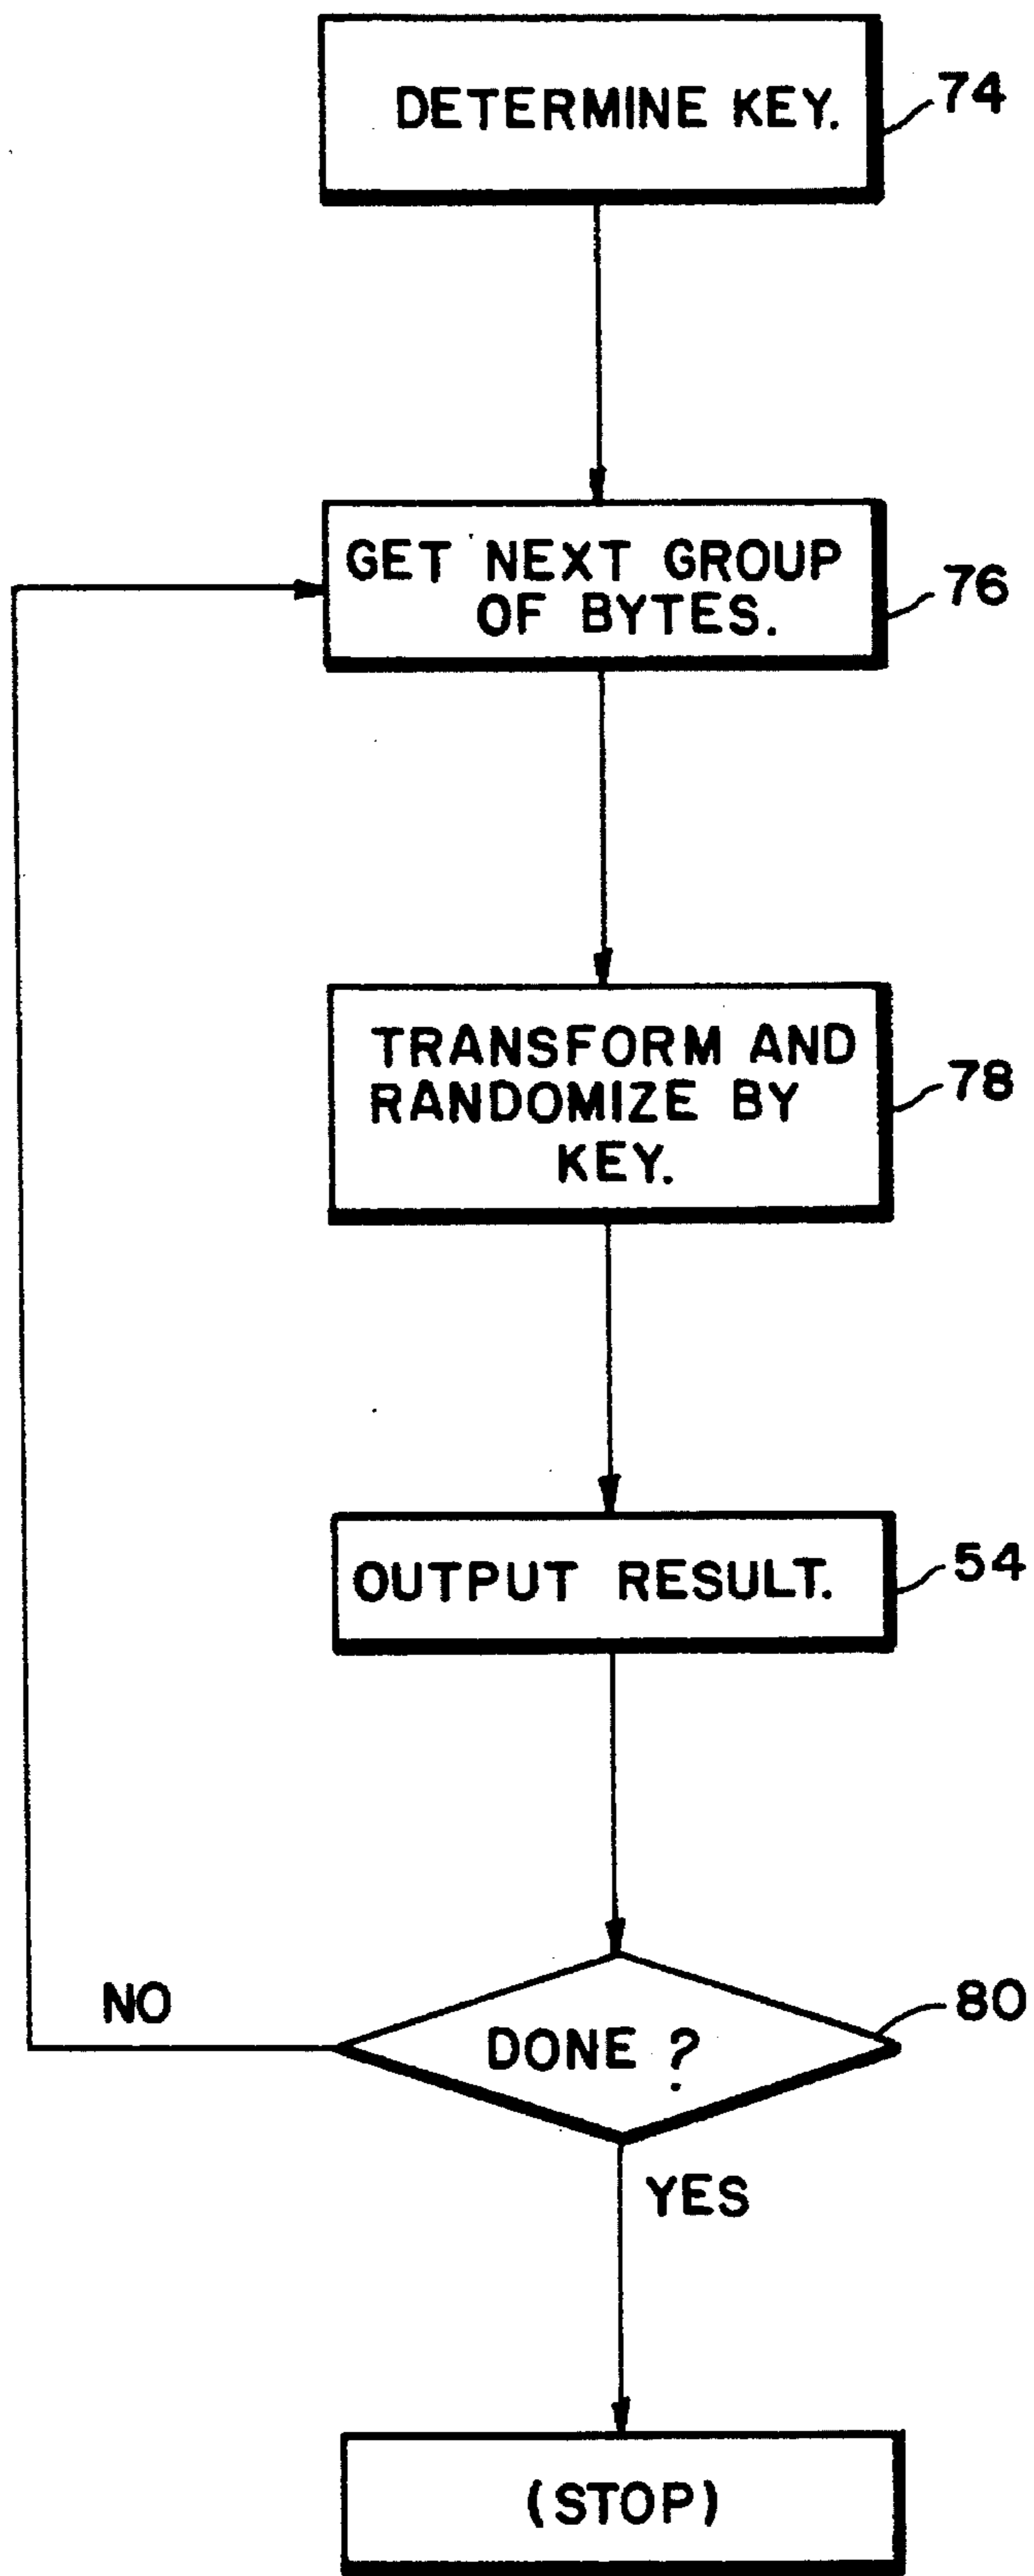 DETERMINE KEY.
74
GET NEXT GROUP
OF BYTES.
76
TRANSFORM AND
RANDOMIZE BY
KEY.
78
OUTPUT RESULT.
54
NO
DONE ?
80
YES
(STOP)